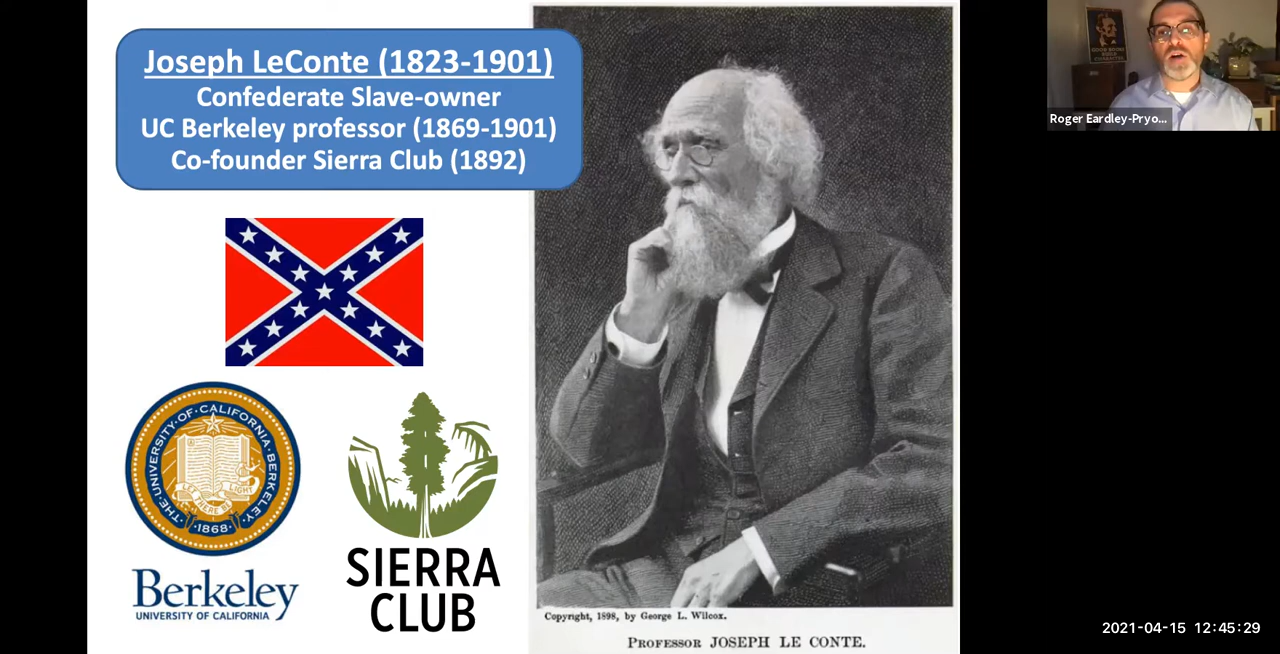 Joseph LeConte (1823-1901)
Confederate Slave-owner
UC Berkeley professor (1869-1901)
Co-founder Sierra Club (1892)
THE·UNIVERSITY·OF·CALIFORNIA·BERKELEY
LET THERE BE LIGHT
·1868·
Berkeley
UNIVERSITY OF CALIFORNIA
SIERRA
CLUB
Copyright, 1898, by George L. Wilcox.
PROFESSOR JOSEPH LE CONTE.
Roger Eardley-Pryo...
2021-04-15 12:45:29